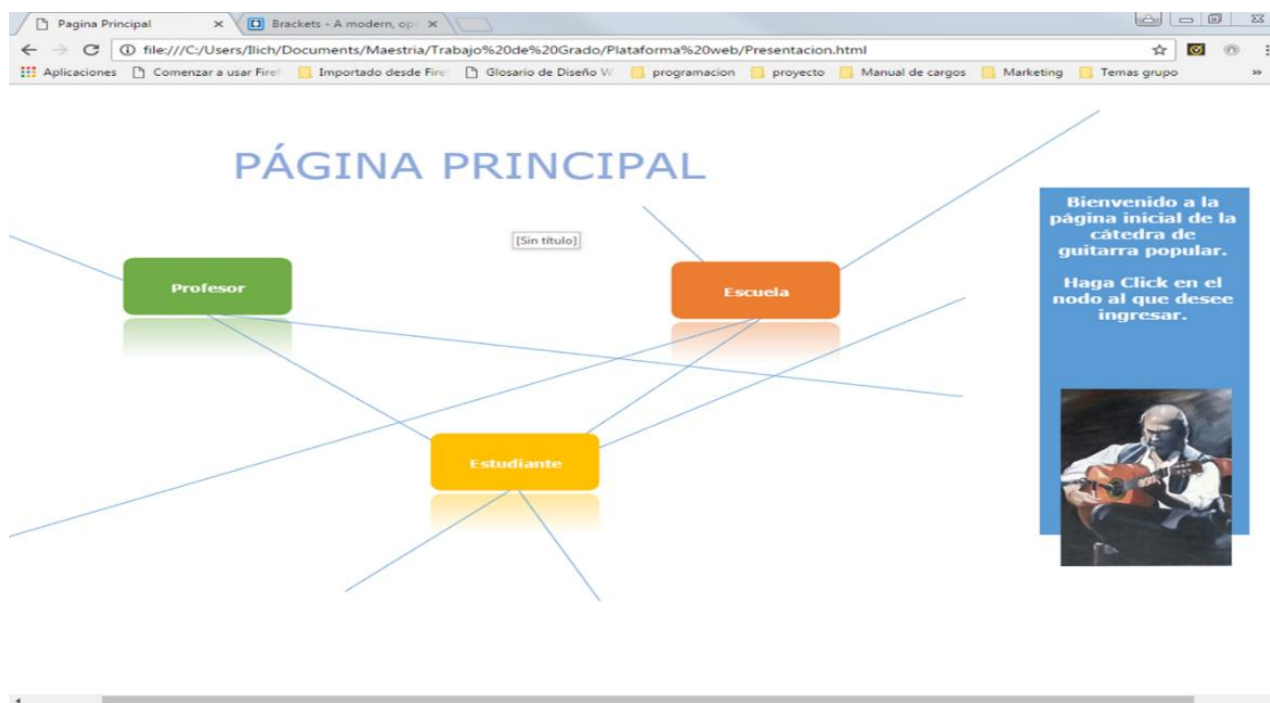 Pagina Principal
Brackets - A modern, op
file:///C:/Users/Ilich/Documents/Maestria/Trabajo%20de%20Grado/Plataforma%20web/Presentacion.html
Aplicaciones Comenzar a usar Firef Importado desde Fire Glosario de Diseño W programacion proyecto Manual de cargos Marketing Temas grupo »
PÁGINA PRINCIPAL
[Sin título]
Profesor
Escuela
Estudiante
Bienvenido a la
página inicial de la
cátedra de
guitarra popular.
Haga Click en el
nodo al que desee
ingresar.